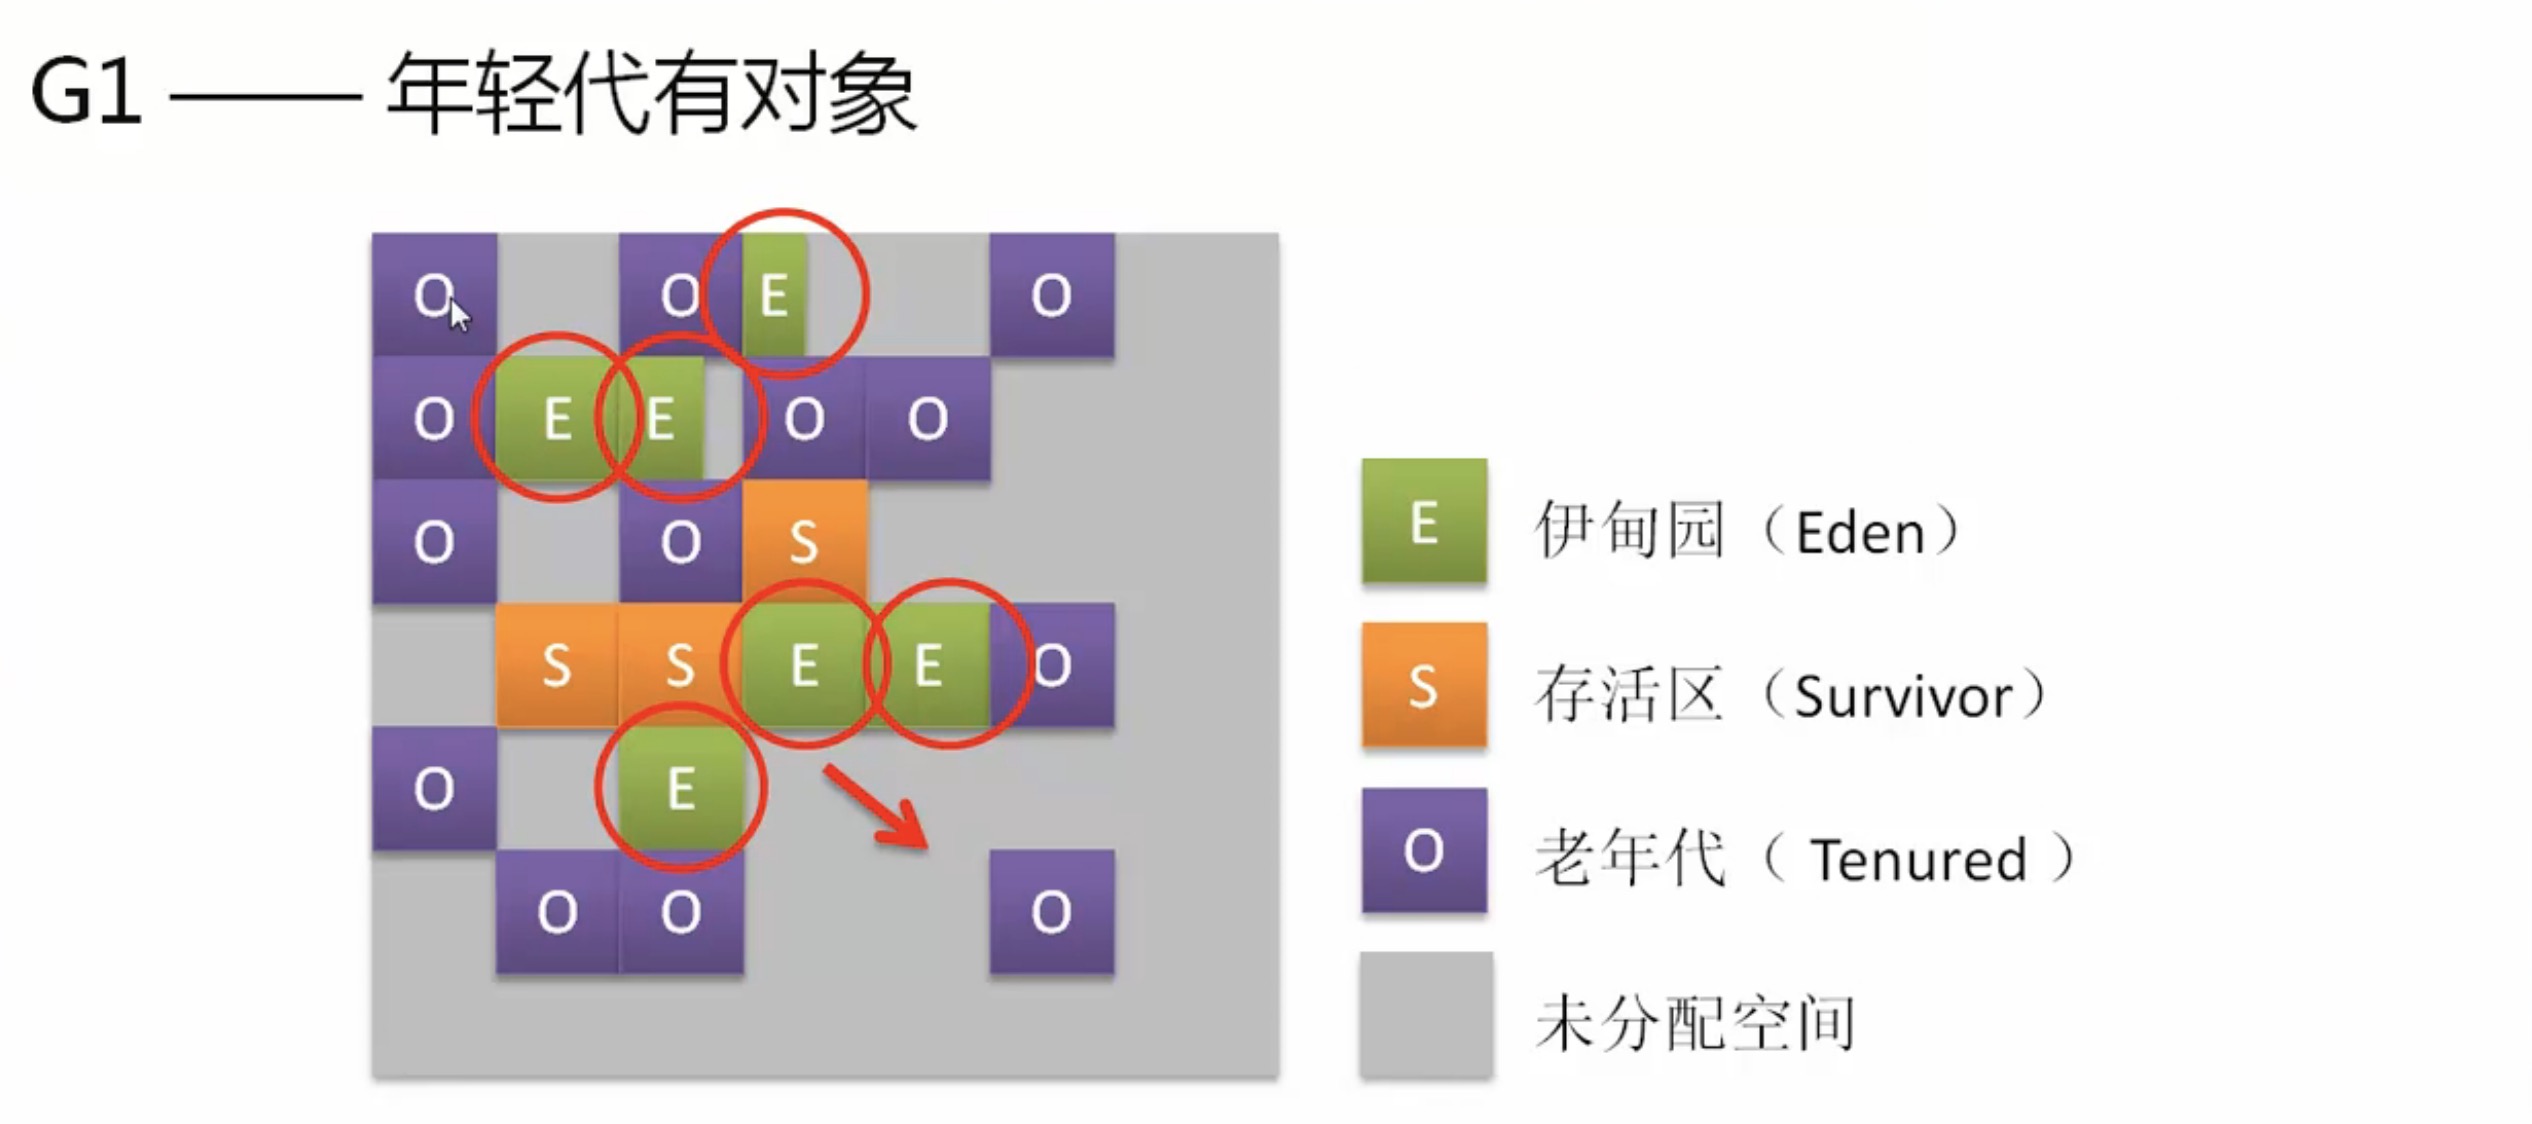 G1 —— 年轻代有对象
O O E O
O E E O O
O O S
S S E E O
O E
O O O
E 伊甸园（Eden）
S 存活区（Survivor）
O 老年代（ Tenured ）
未分配空间